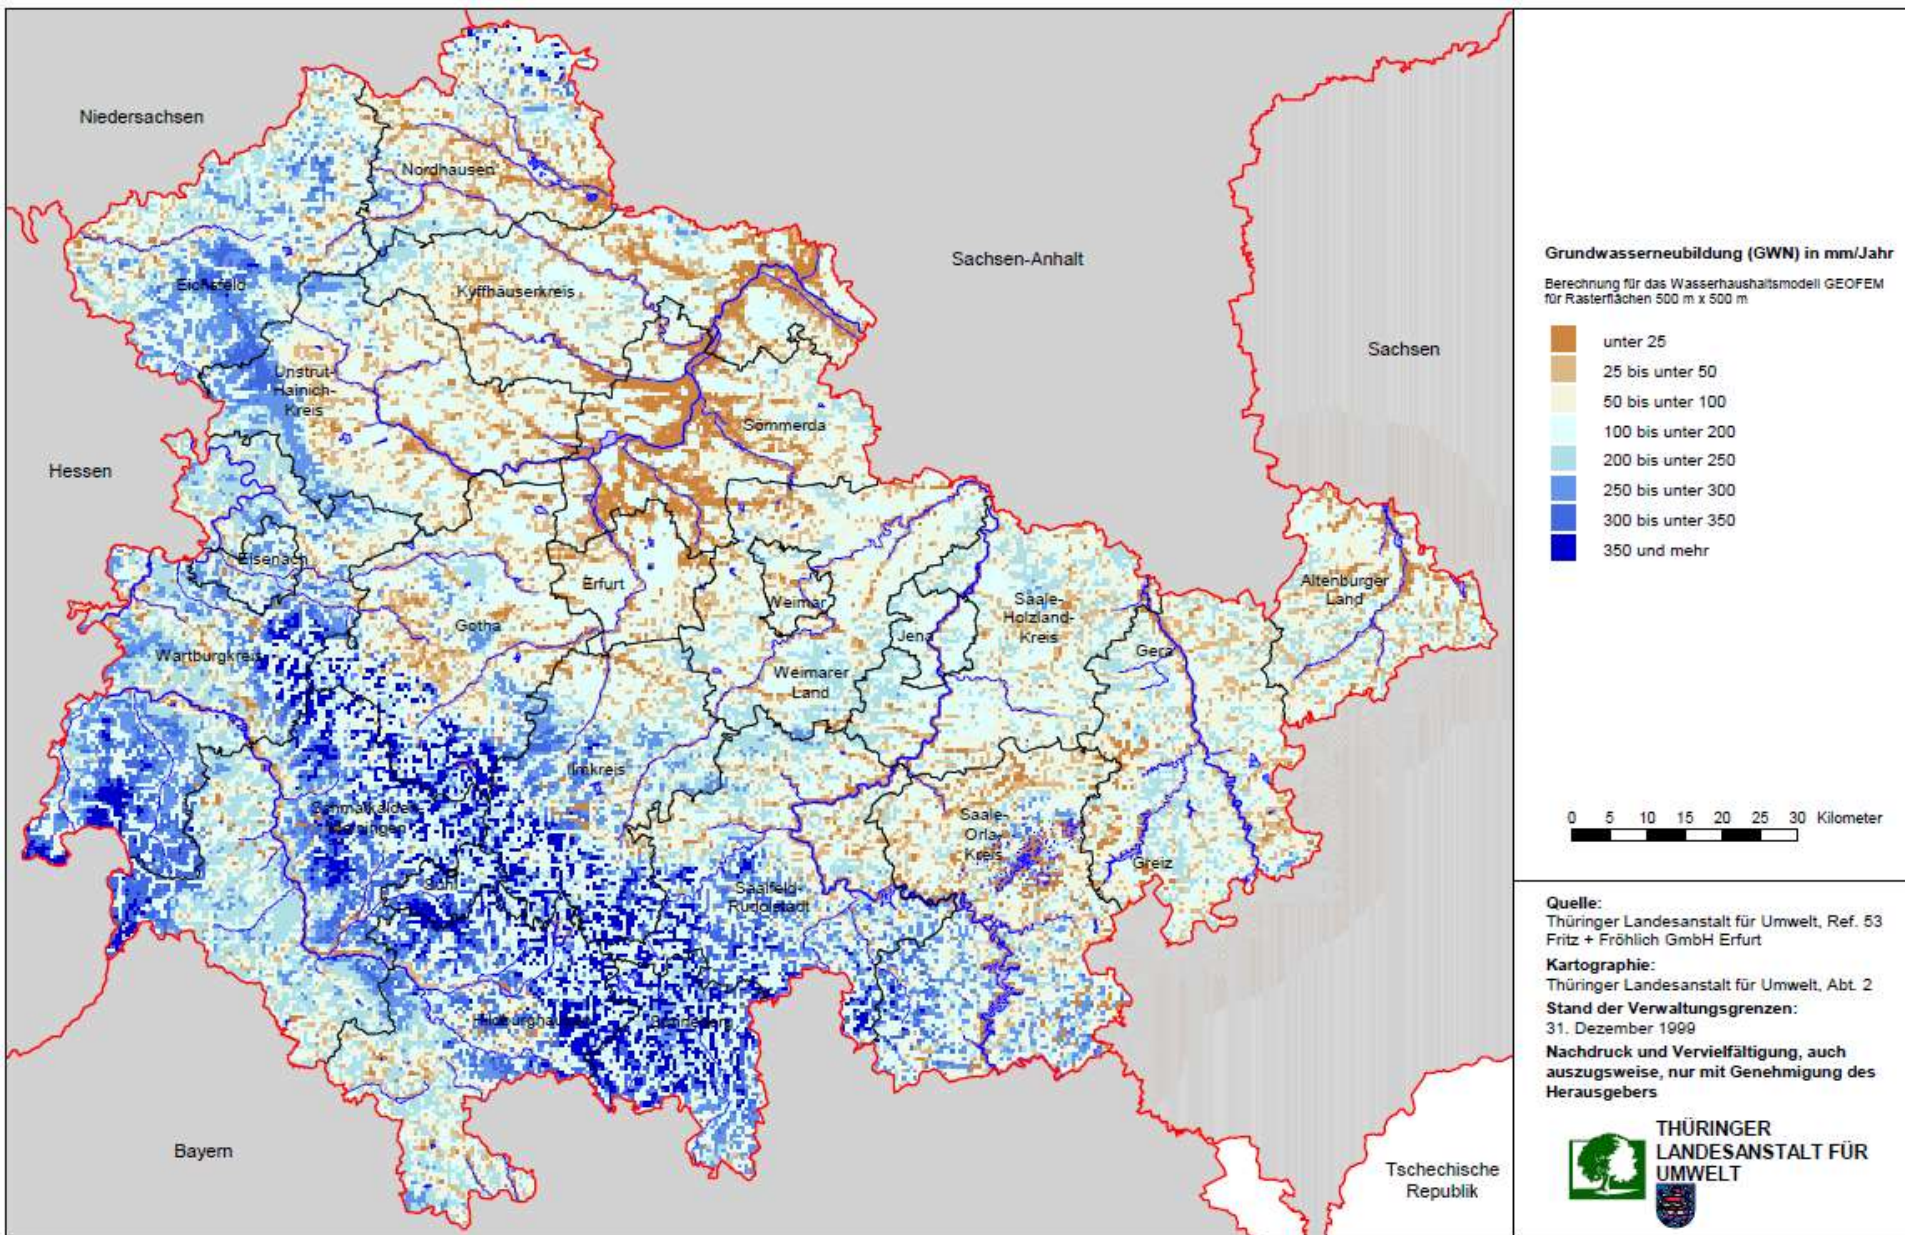 Niedersachsen
Nordhausen
Sachsen-Anhalt
Eichsfeld
Kyffhäuserkreis
Sachsen
Unstrut-
Hainich-
Kreis
Sömmerda
Hessen
Eisenach
Erfurt
Weimar
Altenburger
Land
Saale-
Holzland-
Kreis
Gotha
Jena
Wartburgkreis
Gera
Weimarer
Land
Ilmkreis
Schmalkalden-
Meiningen
Saale-
Orla-
Kreis
Greiz
Suhl
Saalfeld-
Rudolstadt
Hildburghausen
Sonneberg
Bayern
Tschechische
Republik
Grundwasserneubildung (GWN) in mm/Jahr
Berechnung für das Wasserhaushaltsmodell GEOFEM
für Rasterflächen 500 m x 500 m
unter 25
25 bis unter 50
50 bis unter 100
100 bis unter 200
200 bis unter 250
250 bis unter 300
300 bis unter 350
350 und mehr
0 5 10 15 20 25 30 Kilometer
Quelle:
Thüringer Landesanstalt für Umwelt, Ref. 53
Fritz + Fröhlich GmbH Erfurt
Kartographie:
Thüringer Landesanstalt für Umwelt, Abt. 2
Stand der Verwaltungsgrenzen:
31. Dezember 1999
Nachdruck und Vervielfältigung, auch
auszugsweise, nur mit Genehmigung des
Herausgebers
THÜRINGER
LANDESANSTALT FÜR
UMWELT